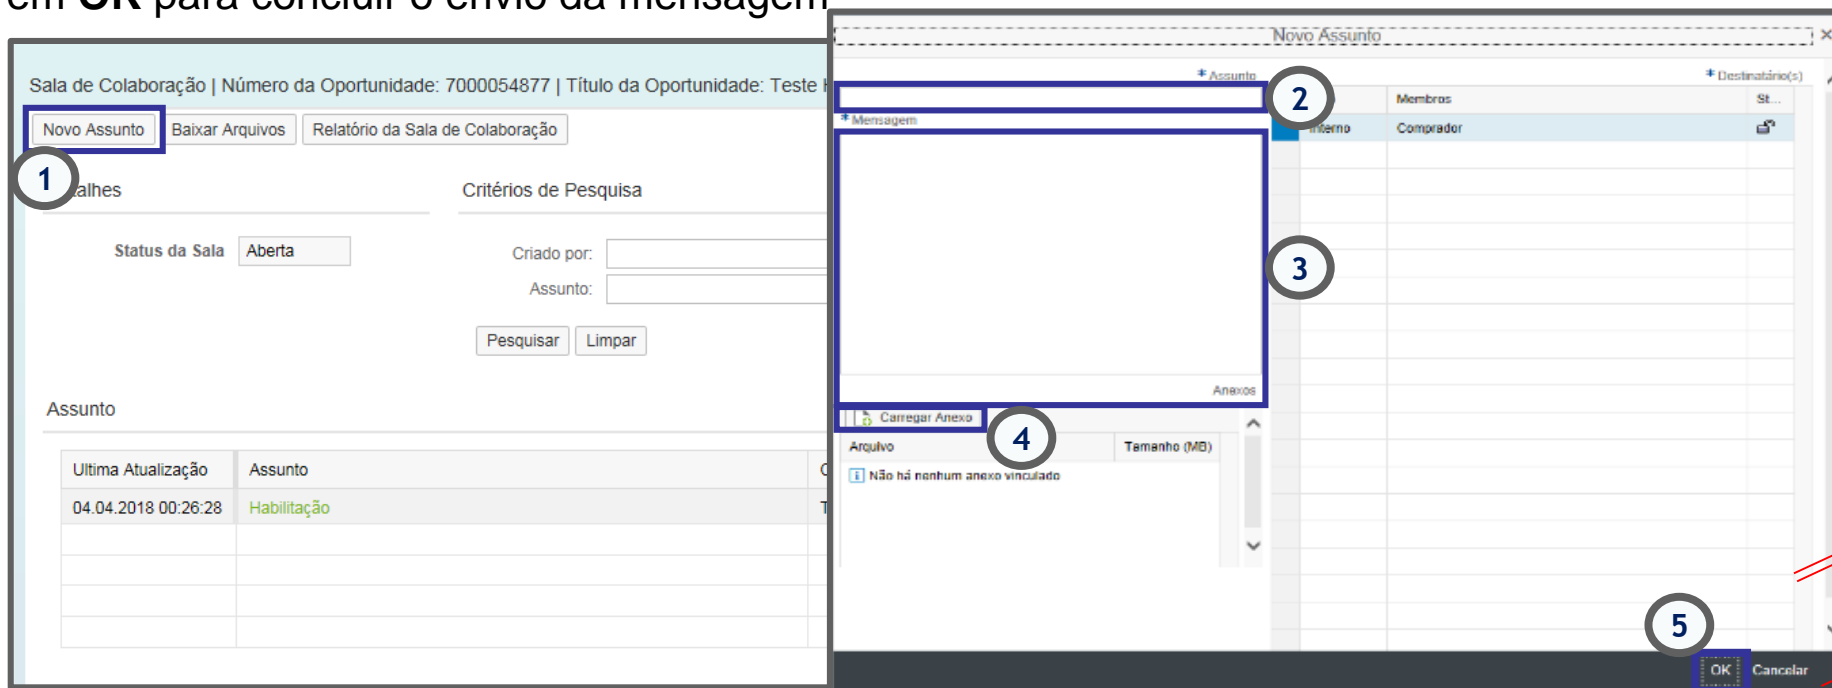 em OK para concluir o envio da mensagem
Sala de Colaboração | Número da Oportunidade: 7000054877 | Título da Oportunidade: Teste
Novo Assunto Baixar Arquivos Relatório da Sala de Colaboração
1
talhes
Critérios de Pesquisa
Status da Sala Aberta
Criado por:
Assunto:
Pesquisar Limpar
Assunto
Ultima Atualização Assunto
04.04.2018 00:26:28 Habilitação
Novo Assunto
* Assunto
* Destinatário(s)
2
Membros St...
* Mensagem
Interno Comprador
3
Anexos
Carregar Anexo
4
Arquivo Tamanho (MB)
Não há nenhum anexo vinculado
5
OK Cancelar